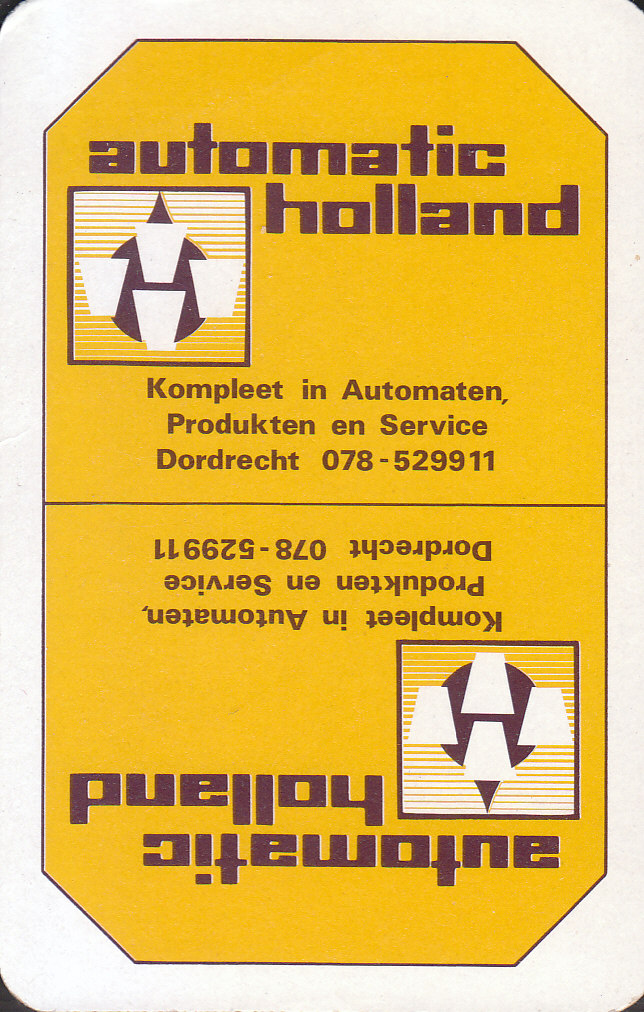 automatic
holland
Kompleet in Automaten,
Produkten en Service
Dordrecht 078-529911
automatic
holland
Kompleet in Automaten,
Produkten en Service
Dordrecht 078-529911